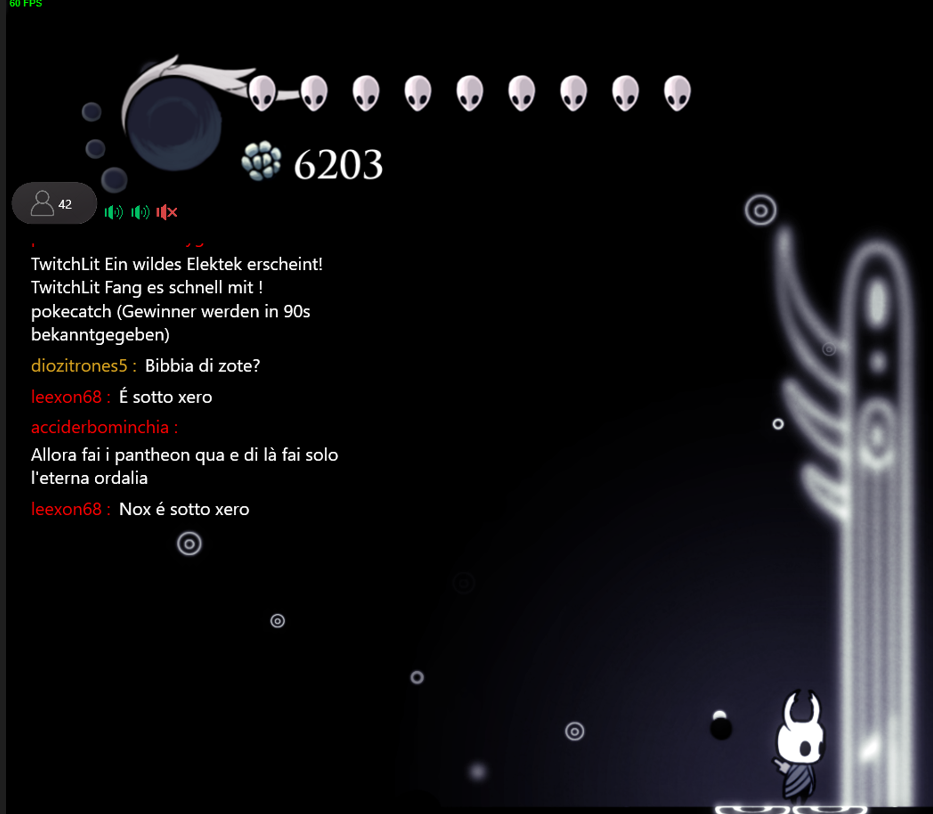 60 FPS
6203
42
TwitchLit Ein wildes Elektek erscheint!
TwitchLit Fang es schnell mit !
pokecatch (Gewinner werden in 90s
bekanntgegeben)
diozitrones5 : Bibbia di zote?
leexon68 : É sotto xero
acciderbominchia :
Allora fai i pantheon qua e di là fai solo
l'eterna ordalia
leexon68 : Nox é sotto xero